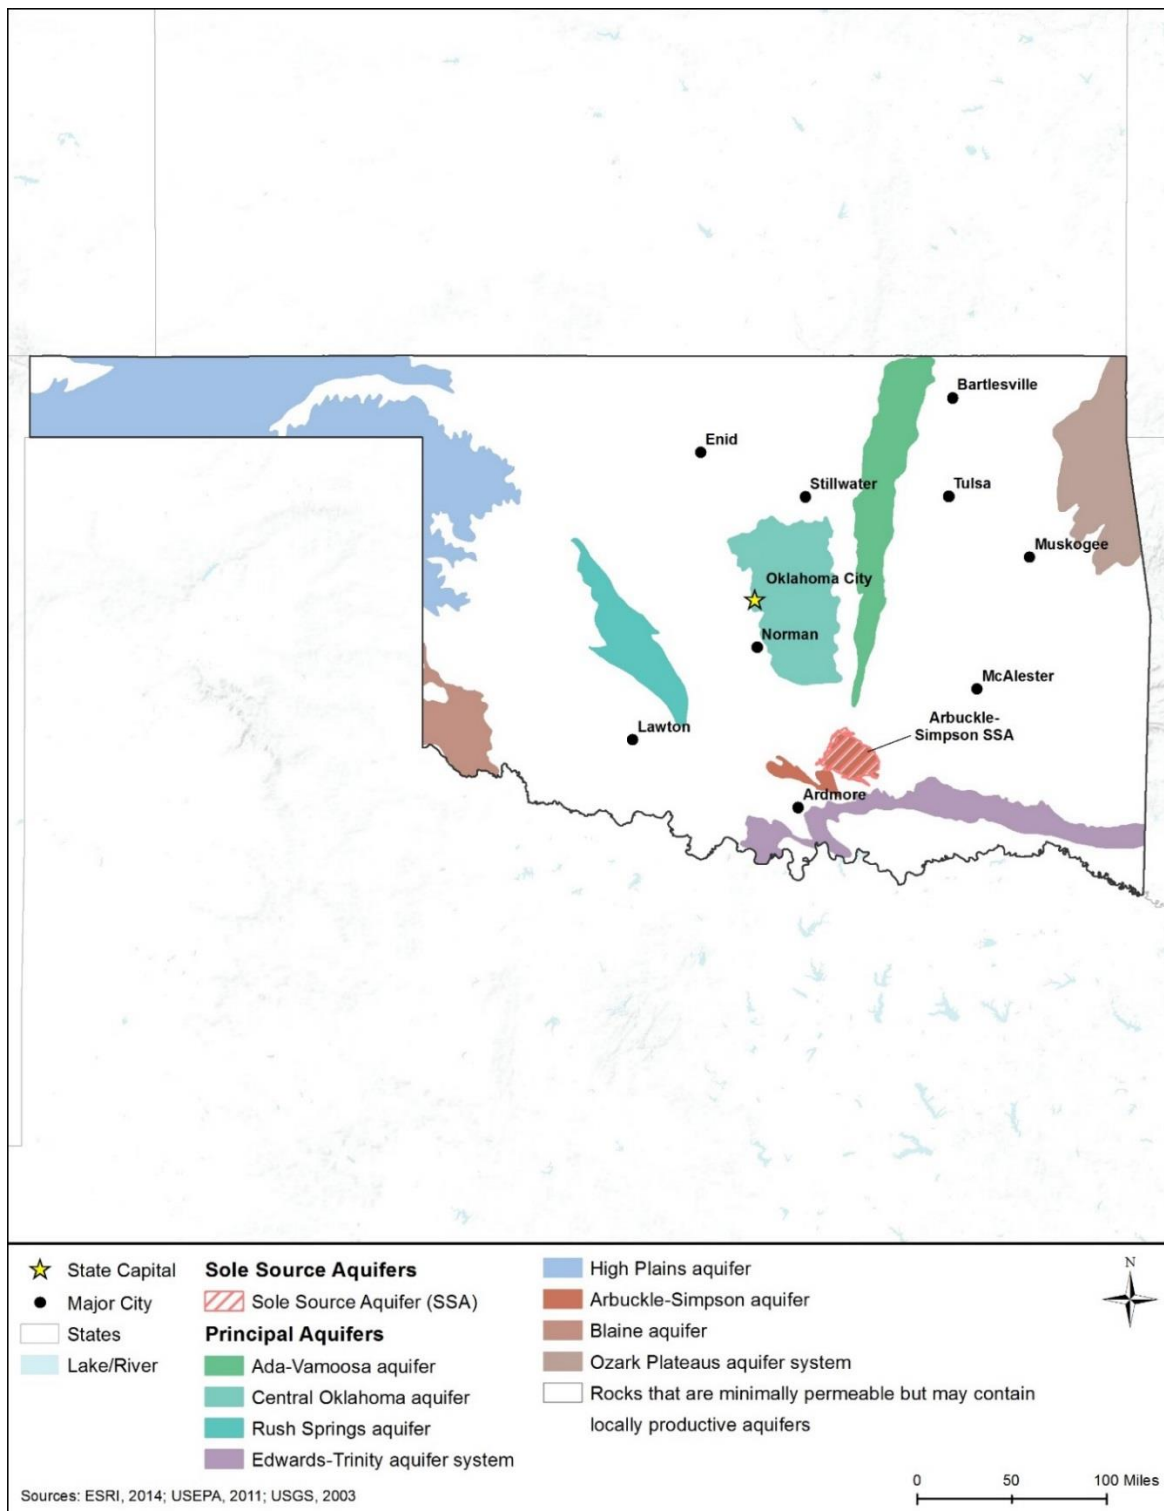 Bartlesville
Enid
Stillwater
Tulsa
Muskogee
Oklahoma City
Norman
McAlester
Arbuckle-
Simpson SSA
Lawton
Ardmore
State Capital
Major City
States
Lake/River
Sole Source Aquifers
Sole Source Aquifer (SSA)
Principal Aquifers
Ada-Vamoosa aquifer
Central Oklahoma aquifer
Rush Springs aquifer
Edwards-Trinity aquifer system
High Plains aquifer
Arbuckle-Simpson aquifer
Blaine aquifer
Ozark Plateaus aquifer system
Rocks that are minimally permeable but may contain
locally productive aquifers
N
0 50 100 Miles
Sources: ESRI, 2014; USEPA, 2011; USGS, 2003